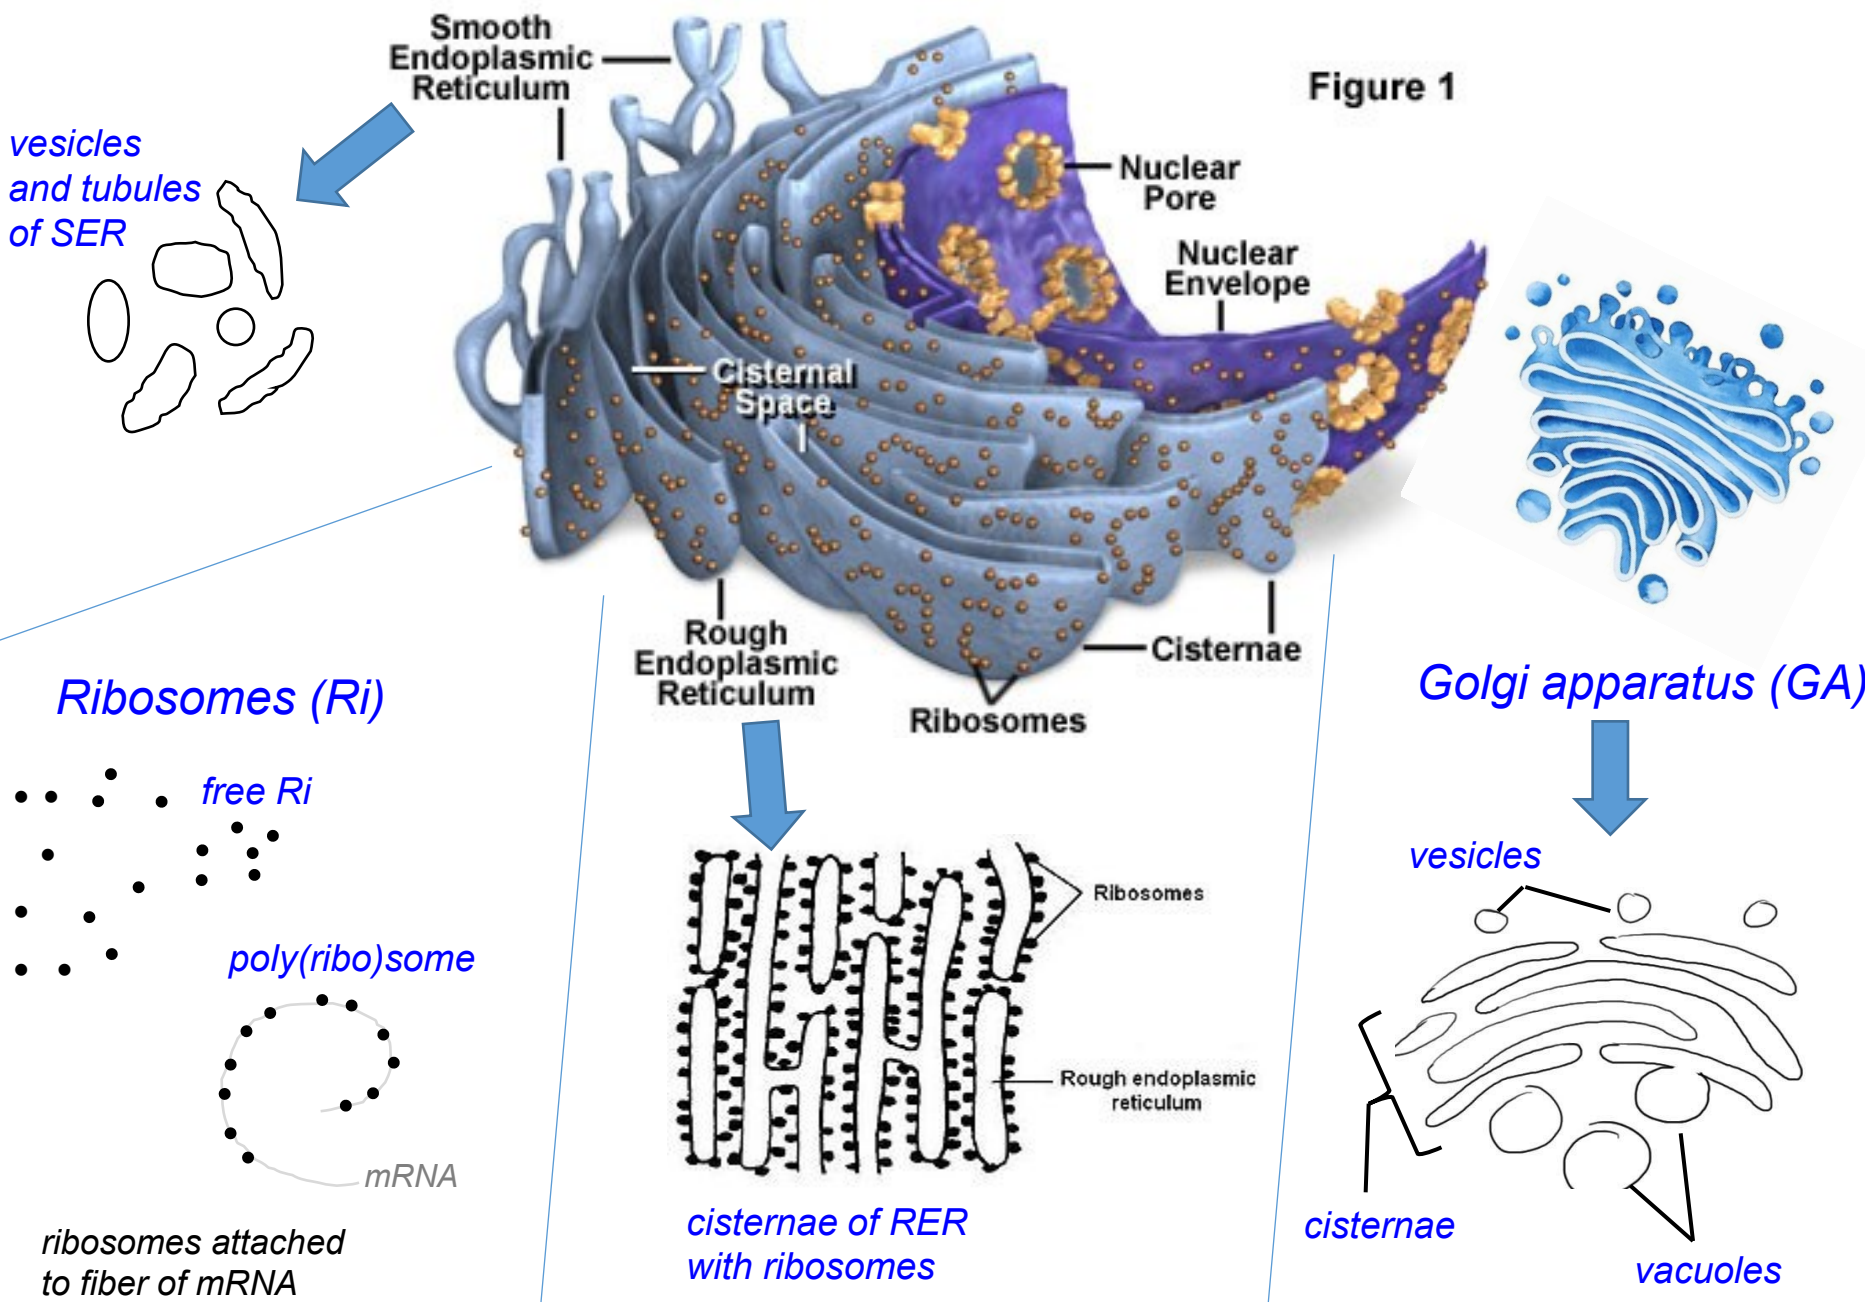 Smooth
Endoplasmic
Reticulum
Figure 1
vesicles
and tubules
of SER
Nuclear
Pore
Nuclear
Envelope
Cisternal
Space
Rough
Endoplasmic
Reticulum
Cisternae
Ribosomes
Ribosomes (Ri)
Golgi apparatus (GA)
free Ri
vesicles
Ribosomes
poly(ribo)some
Rough endoplasmic
reticulum
mRNA
cisternae of RER
with ribosomes
cisternae
ribosomes attached
to fiber of mRNA
vacuoles